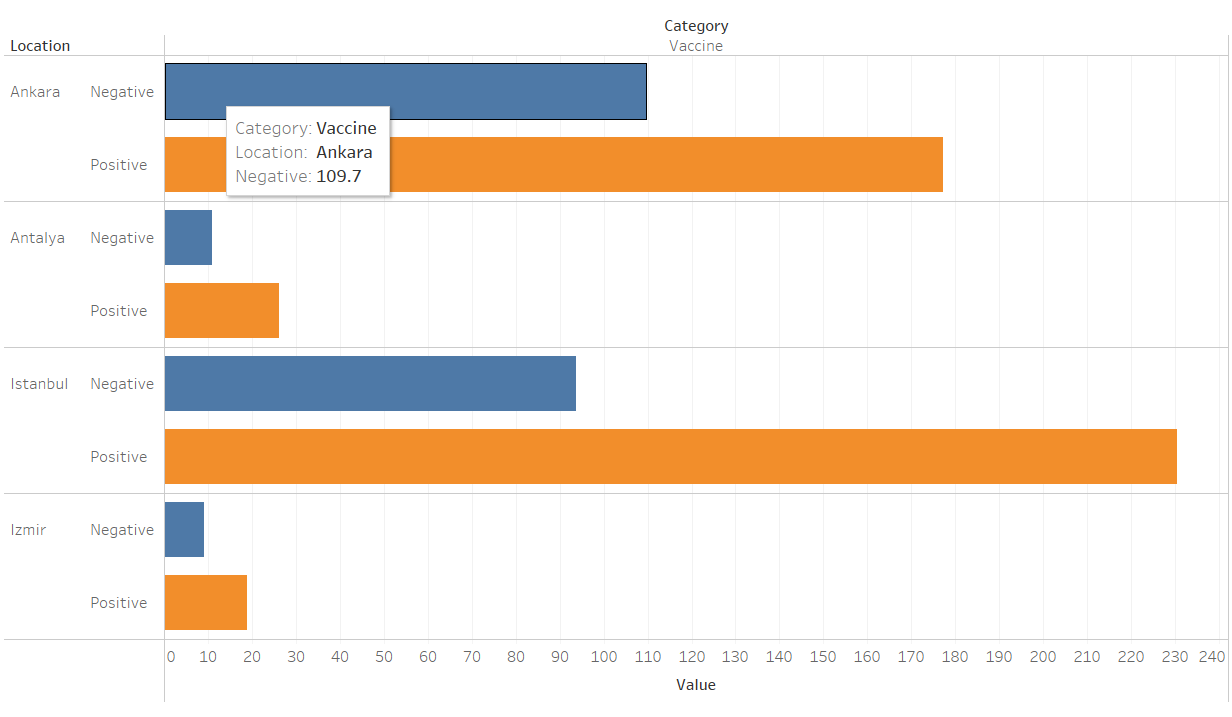 Category
Location Vaccine
Ankara Negative
Category: Vaccine
Location: Ankara
Positive
Negative: 109.7
Antalya Negative
Positive
Istanbul Negative
Positive
Izmir Negative
Positive
0 10 20 30 40 50 60 70 80 90 100 110 120 130 140 150 160 170 180 190 200 210 220 230 240
Value